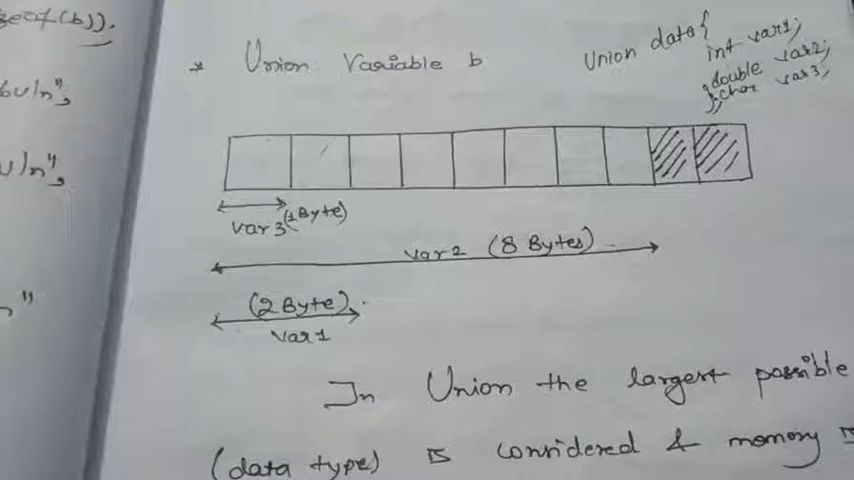 * Union Variable b
Union data{
int var1;
double var2;
char var3;
};
var3 (1Byte)
var2 (8 Bytes)
(2 Byte)
var1
In Union the largest possible
(data type) is considered & memory is